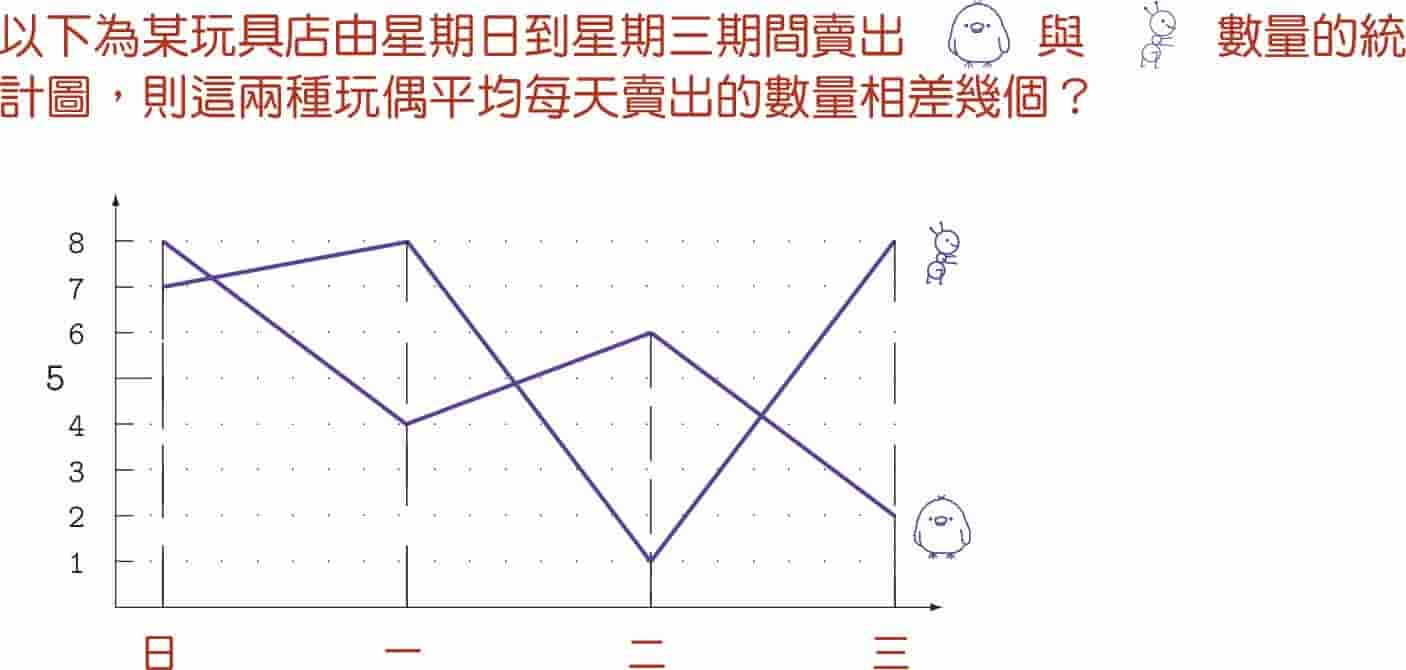 以下為某玩具店由星期日到星期三期間賣出 與 數量的統
計圖，則這兩種玩偶平均每天賣出的數量相差幾個？
8
7
6
5
4
3
2
1
日 一 二 三